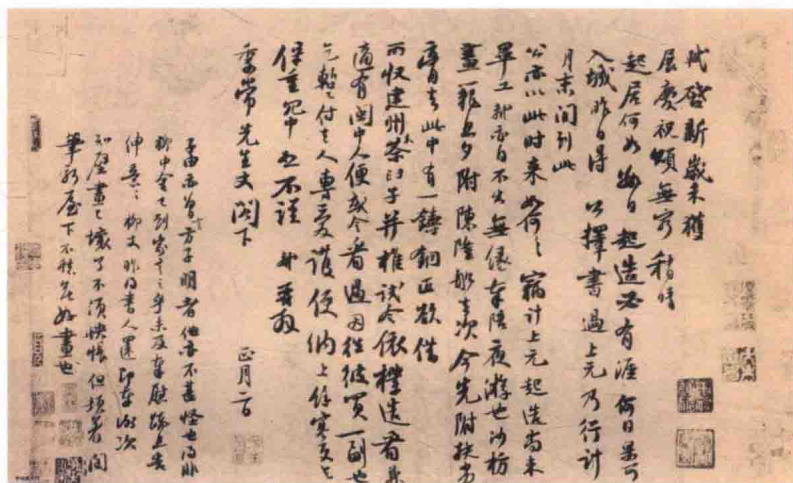 軾啓新歲未獲
展慶祝頌無窮稍晴
起居何如數日起造必有涯何日果可
入城昨日得公擇書過上元乃行計
月末間到此
公亦以此時來如何々竊計上元起造尚未
畢工軾亦自不出無緣奉陪夜游也沙枋
畫籠旦夕附陳隆船去次今先附扶劣
膏去此中有一鑄銅匠欲借
所收建州木茶臼子并椎試令依樣造看兼
適有閩中人便或令看過因往彼買一副也
乞暫付去人專愛護便納上餘寒更乞
保重冗中恕不謹軾再拜
季常先生丈閣下
正月二日
子由亦曾言方子明者他亦不甚怪也得非
柳中舍已到家言之乎未及奉慰疏且告
伸意々柳丈昨得書人還即奉謝次
知壁畫已壞了不須怏悵但頓著潤
筆新屋下不愁無好畫也